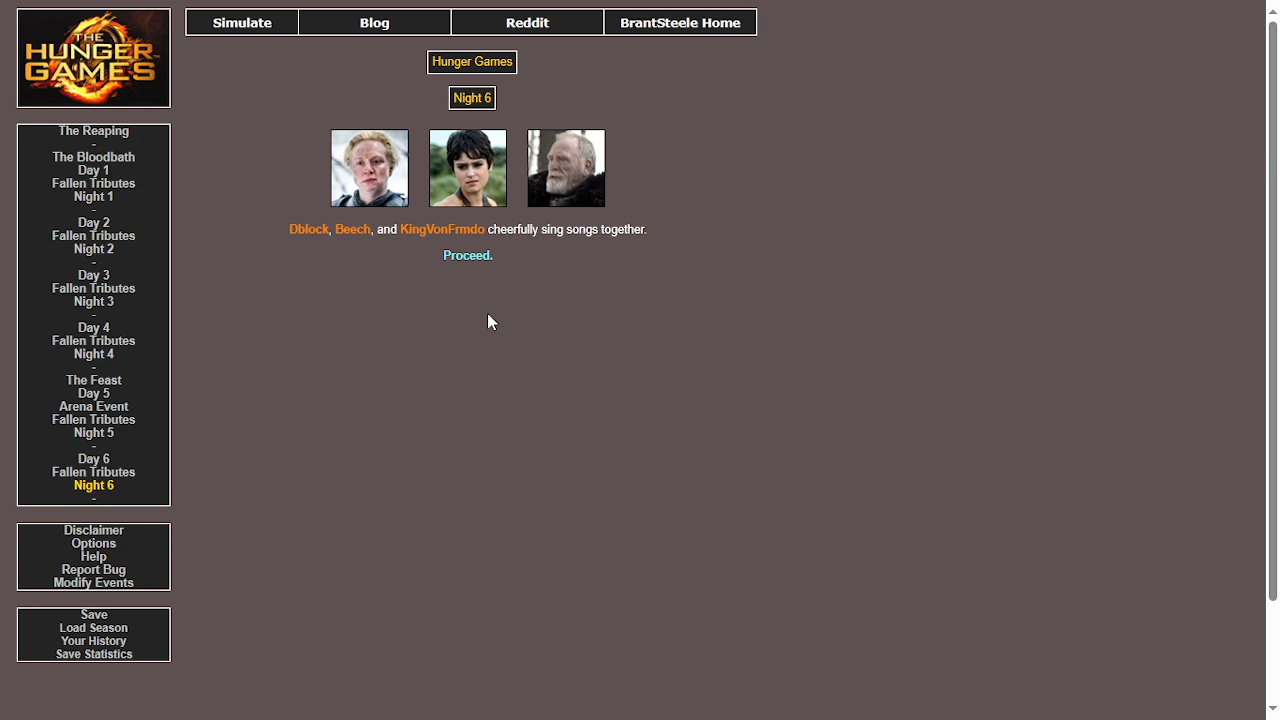 THE
HUNGER
GAMES
Simulate
Blog
Reddit
BrantSteele Home
Hunger Games
Night 6
Dblock, Beech, and KingVonFrmdo cheerfully sing songs together.
Proceed.
The Reaping
-
The Bloodbath
Day 1
Fallen Tributes
Night 1
-
Day 2
Fallen Tributes
Night 2
-
Day 3
Fallen Tributes
Night 3
-
Day 4
Fallen Tributes
Night 4
-
The Feast
Day 5
Arena Event
Fallen Tributes
Night 5
-
Day 6
Fallen Tributes
Night 6
-
Disclaimer
Options
Help
Report Bug
Modify Events
Save
Load Season
Your History
Save Statistics